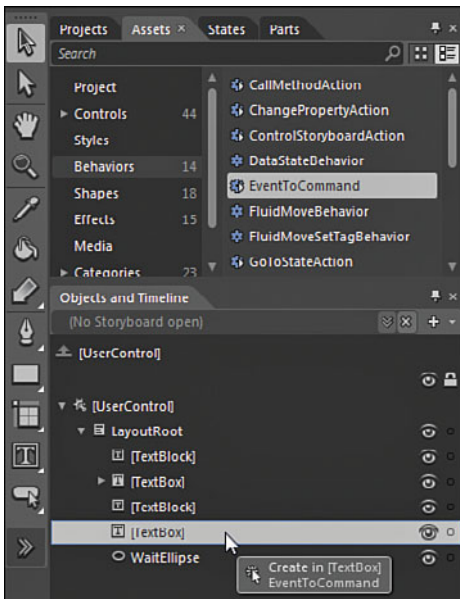 Projects Assets × States Parts
Search
Project
Controls 44
Styles
Behaviors 14
Shapes 18
Effects 15
Media
Categories 23
CallMethodAction
ChangePropertyAction
ControlStoryboardAction
DataStateBehavior
EventToCommand
FluidMoveBehavior
FluidMoveSetTagBehavior
GoToStateAction
Objects and Timeline
(No Storyboard open)
[UserControl]
[UserControl]
LayoutRoot
[TextBlock]
[TextBox]
[TextBlock]
[TextBox]
WaitEllipse
Create in [TextBox]
EventToCommand